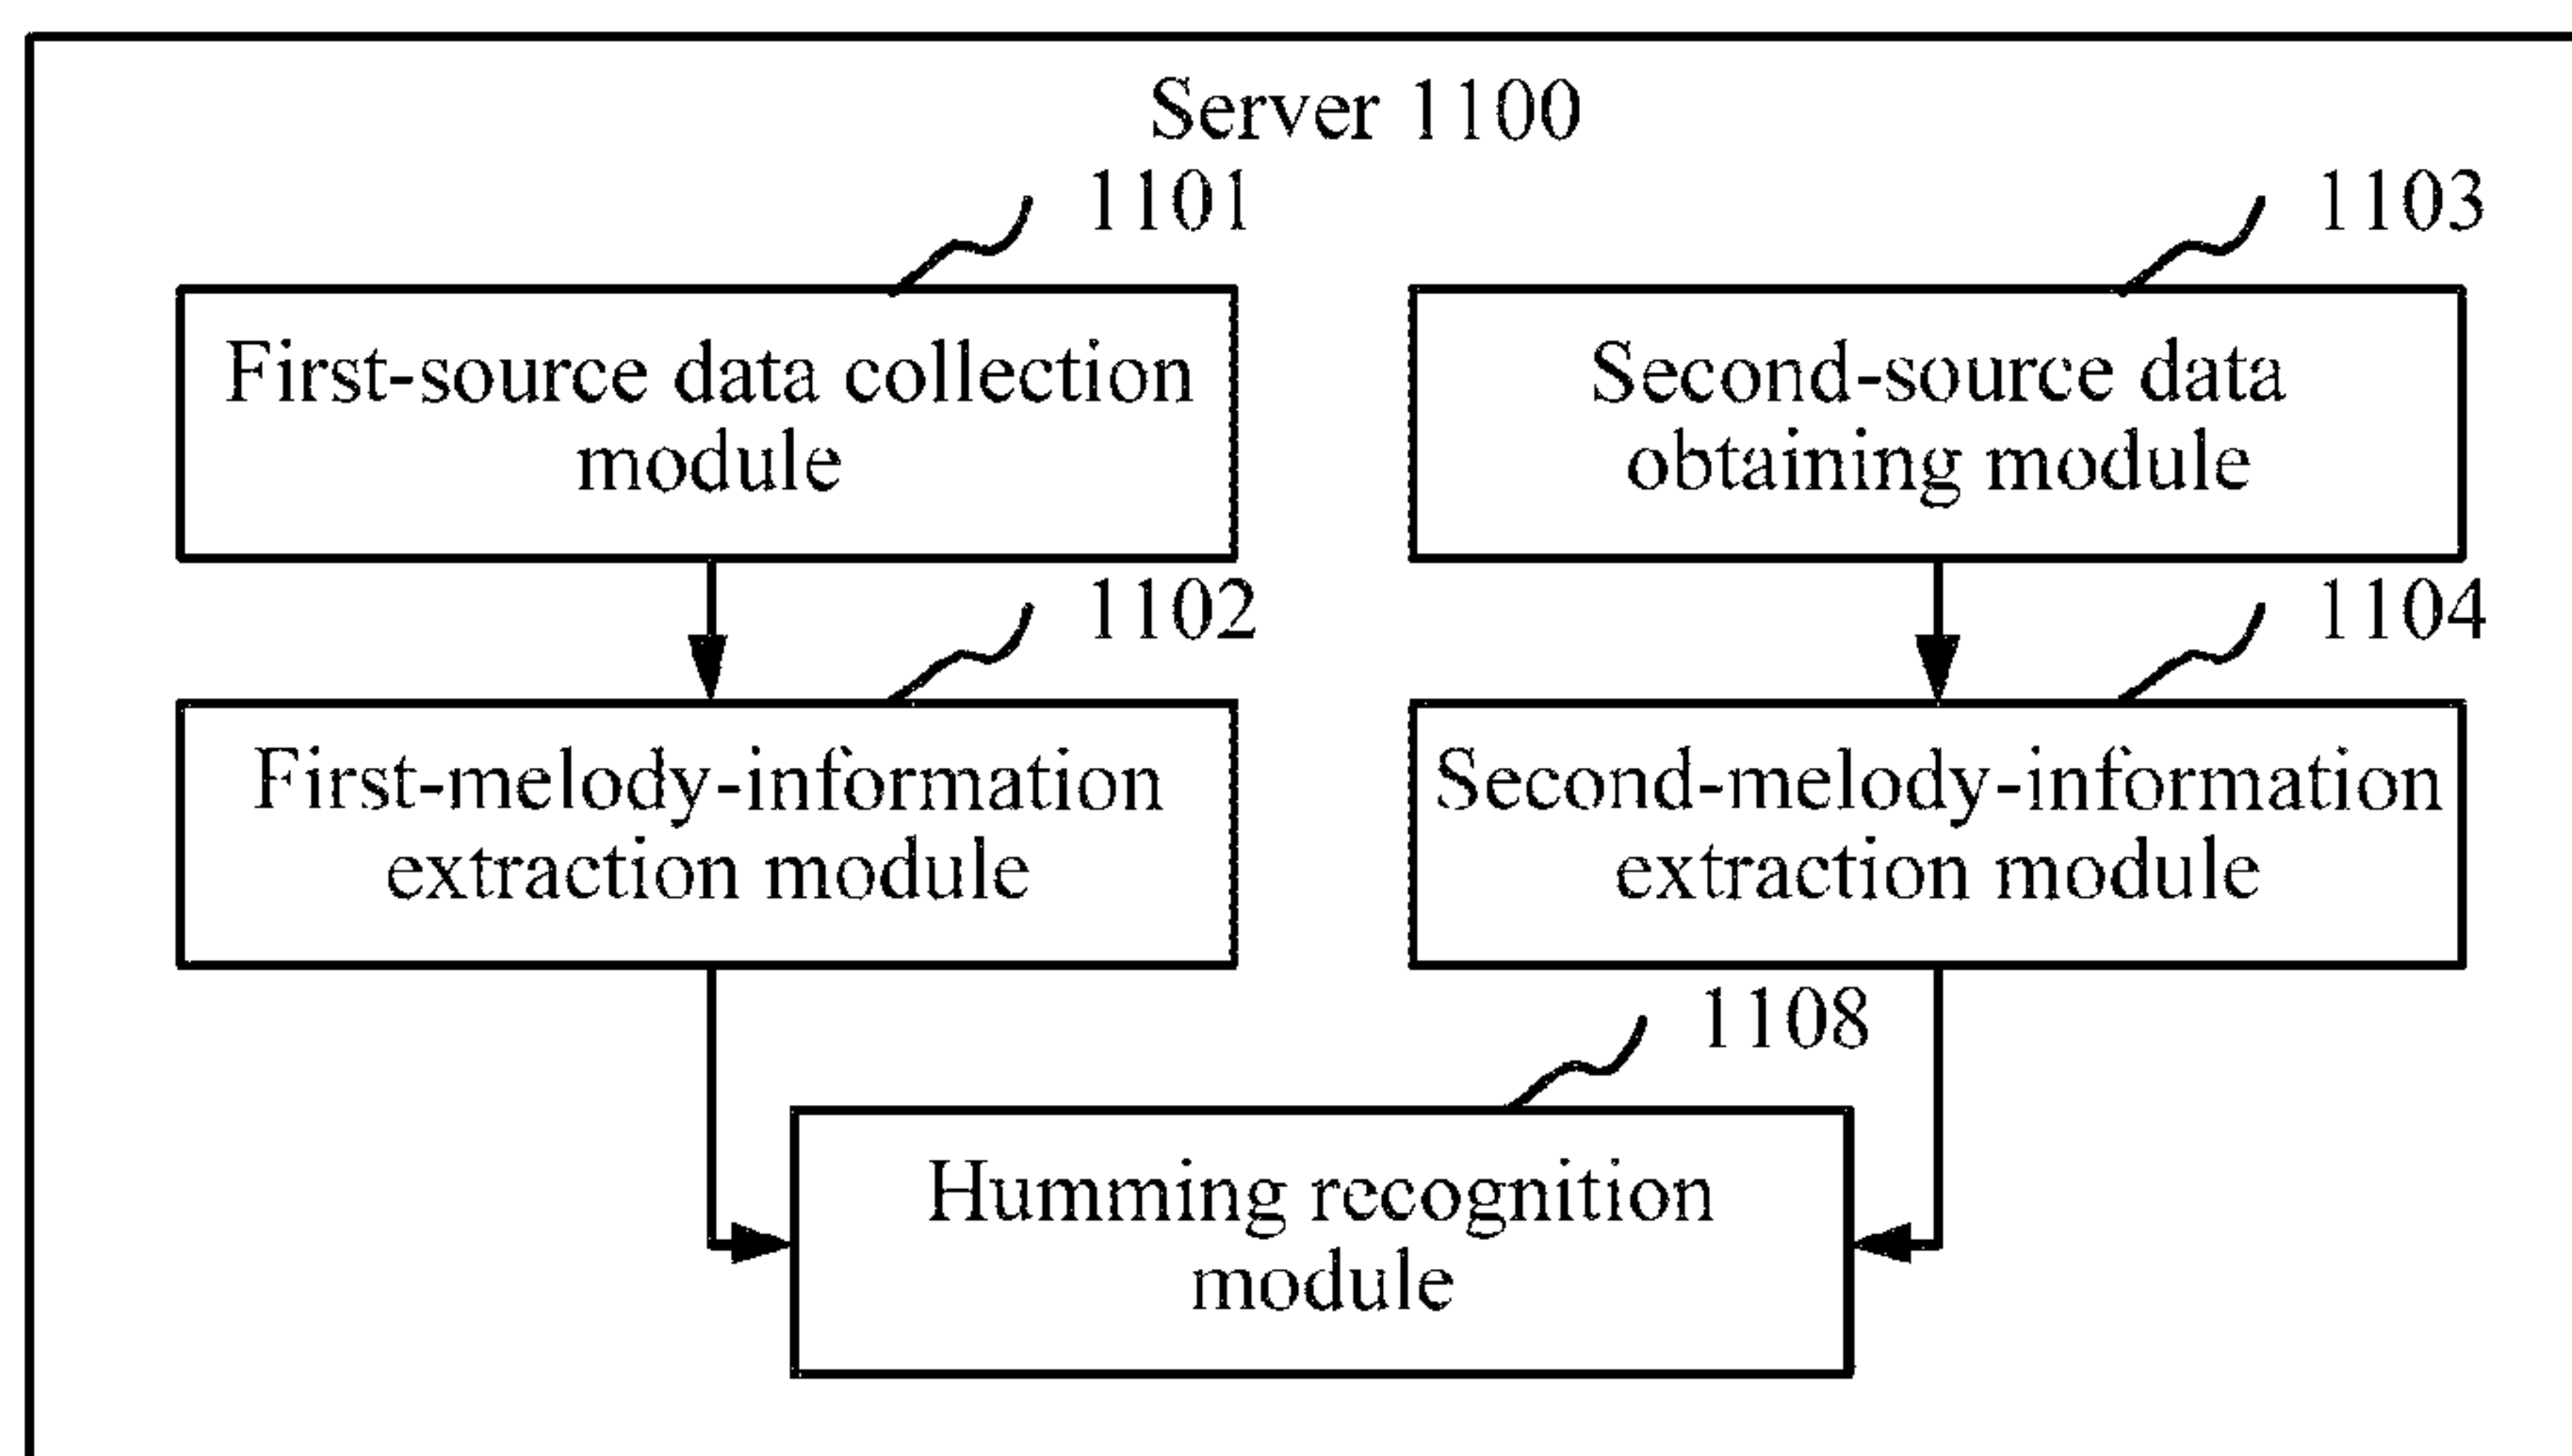 Server 1100
1101
1103
First-source data collection
module
Second-source data
obtaining module
1102
1104
First-melody-information
extraction module
Second-melody-information
extraction module
1108
Humming recognition
module